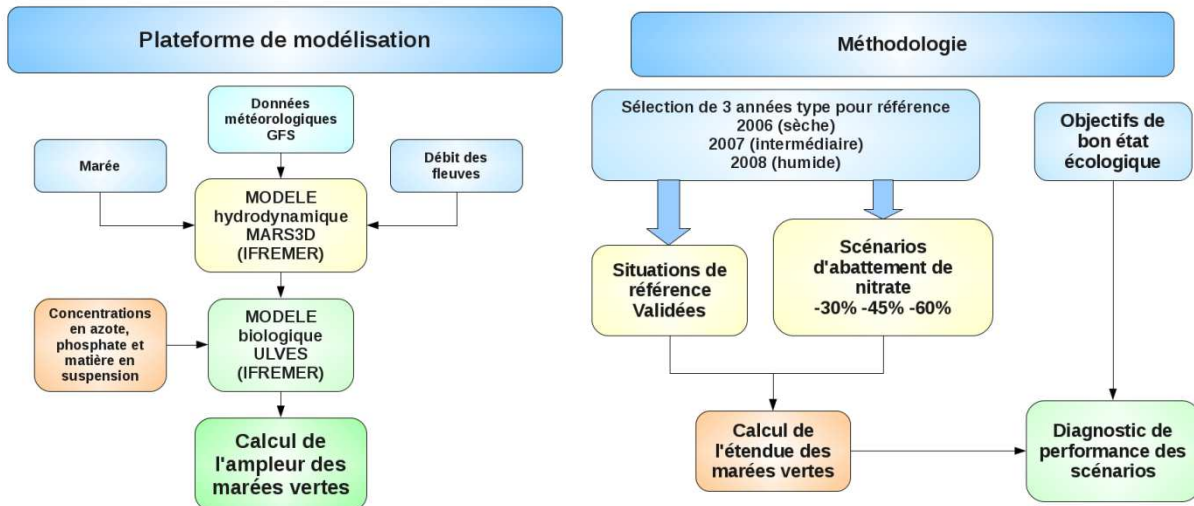 Plateforme de modélisation
Données
météorologiques
GFS
Marée
Débit des
fleuves
MODELE
hydrodynamique
MARS3D
(IFREMER)
Concentrations
en azote,
phosphate et
matière en
suspension
MODELE
biologique
ULVES
(IFREMER)
Calcul de
l'ampleur des
marées vertes
Méthodologie
Sélection de 3 années type pour référence
2006 (sèche)
2007 (intermédiaire)
2008 (humide)
Objectifs de
bon état
écologique
Situations de
référence
Validées
Scénarios
d'abattement de
nitrate
-30% -45% -60%
Calcul de
l'étendue des
marées vertes
Diagnostic de
performance des
scénarios